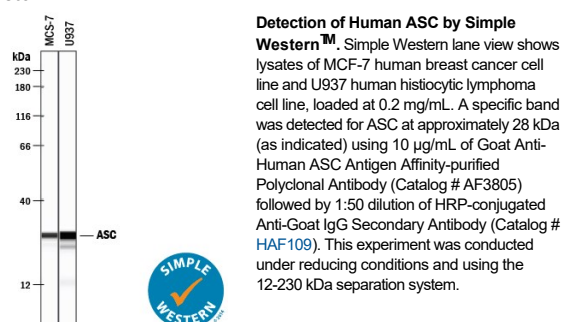 MCS-7
U937
kDa
230
180
116
66
40
ASC
12
SIMPLE
WESTERN
Detection of Human ASC by Simple
Western™. Simple Western lane view shows
lysates of MCF-7 human breast cancer cell
line and U937 human histiocytic lymphoma
cell line, loaded at 0.2 mg/mL. A specific band
was detected for ASC at approximately 28 kDa
(as indicated) using 10 µg/mL of Goat Anti-
Human ASC Antigen Affinity-purified
Polyclonal Antibody (Catalog # AF3805)
followed by 1:50 dilution of HRP-conjugated
Anti-Goat IgG Secondary Antibody (Catalog #
HAF109). This experiment was conducted
under reducing conditions and using the
12-230 kDa separation system.